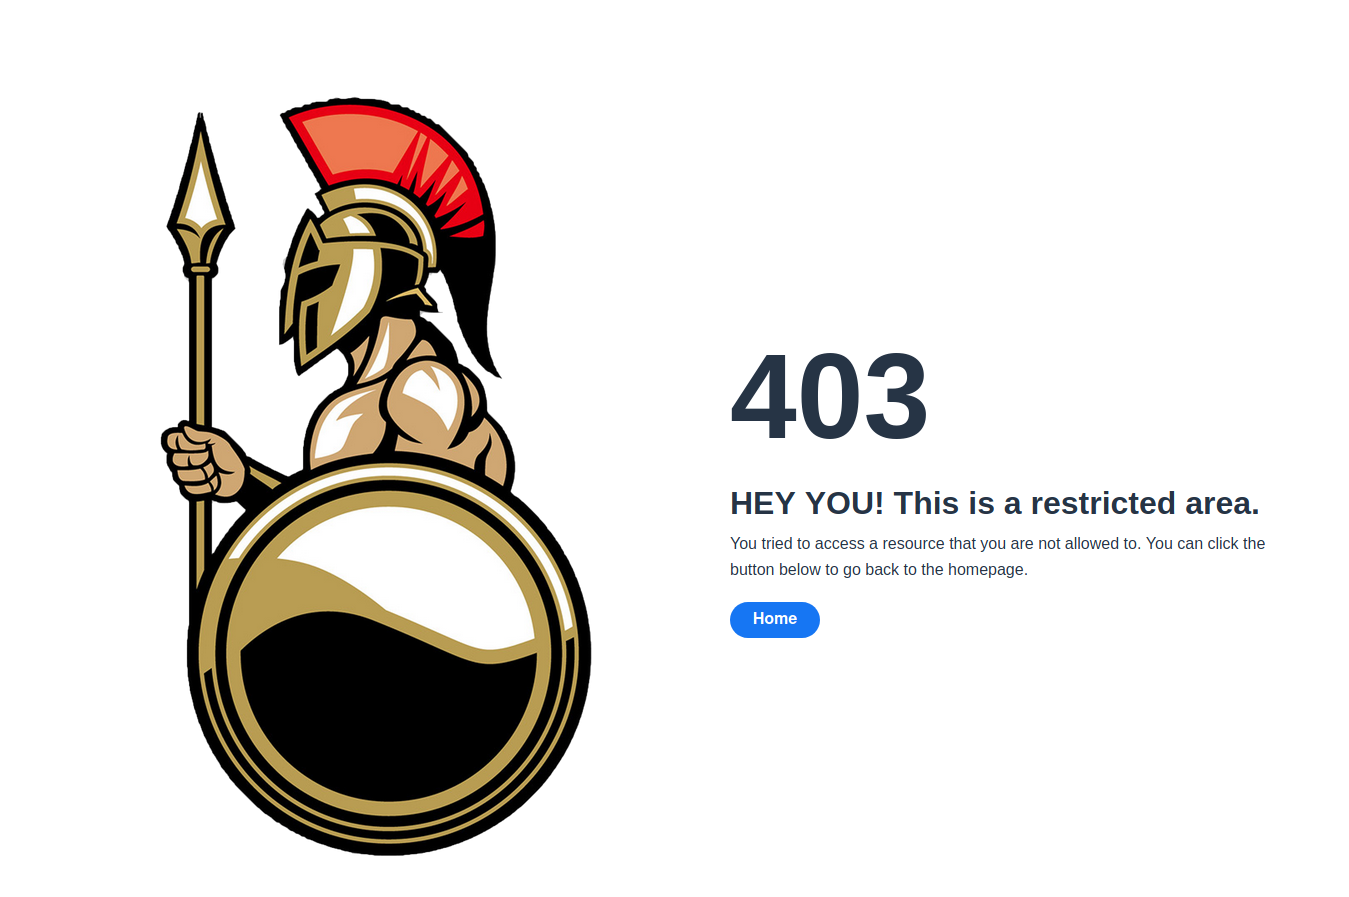 403
HEY YOU! This is a restricted area.
You tried to access a resource that you are not allowed to. You can click the
button below to go back to the homepage.
Home